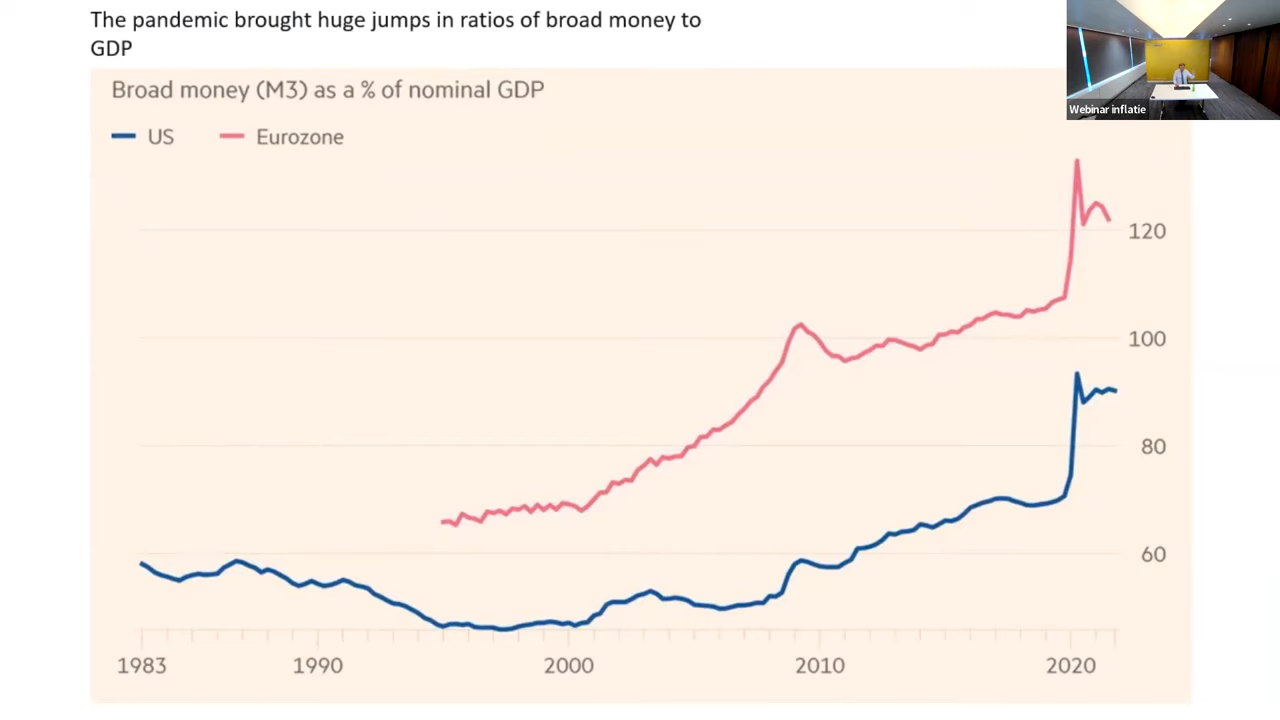 The pandemic brought huge jumps in ratios of broad money to
GDP
Webinar inflatie
Broad money (M3) as a % of nominal GDP
US Eurozone
120
100
80
60
1983 1990 2000 2010 2020